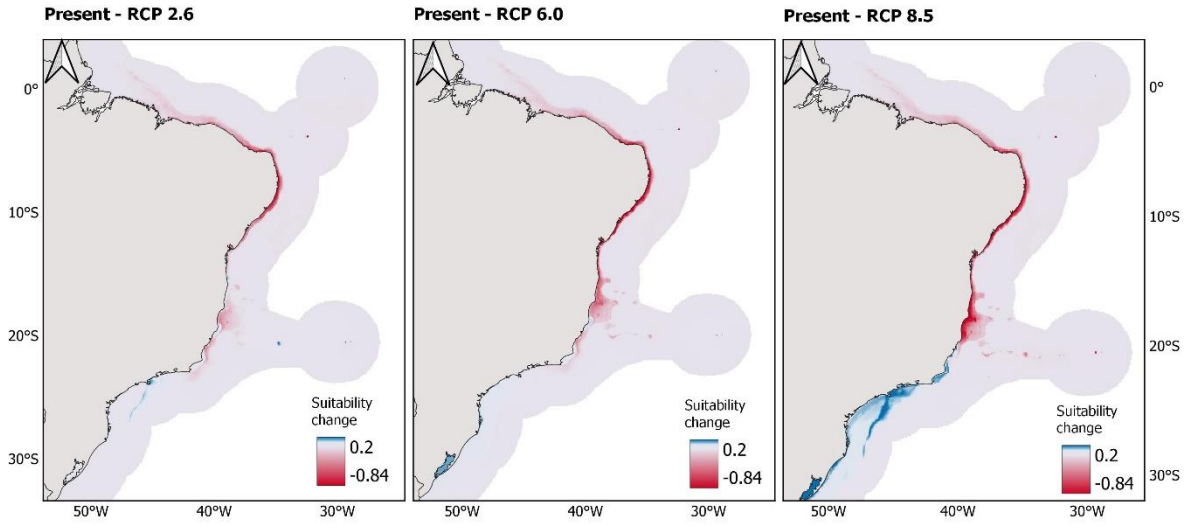 Present - RCP 2.6
Present - RCP 6.0
Present - RCP 8.5
0°
10°S
20°S
30°S
Suitability
change
0.2
-0.84
Suitability
change
0.2
-0.84
Suitability
change
0.2
-0.84
0°
10°S
20°S
30°S
50°W
40°W
30°W
50°W
40°W
30°W
50°W
40°W
30°W